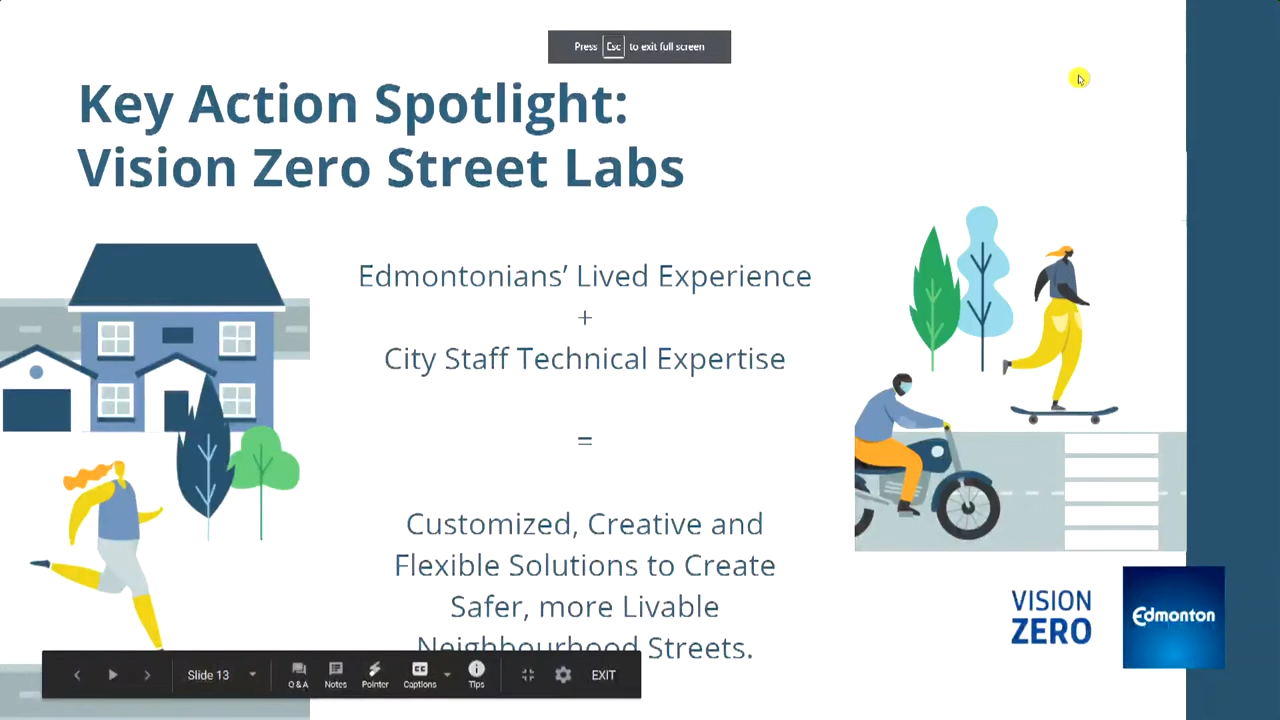 Press Esc to exit full screen
Key Action Spotlight:
Vision Zero Street Labs
Edmontonians’ Lived Experience
+
City Staff Technical Expertise
=
Customized, Creative and
Flexible Solutions to Create
Safer, more Livable
Neighbourhood Streets.
VISION
ZERO
Edmonton
Slide 13
Q & A
Notes
Pointer
CC
Captions
Tips
EXIT